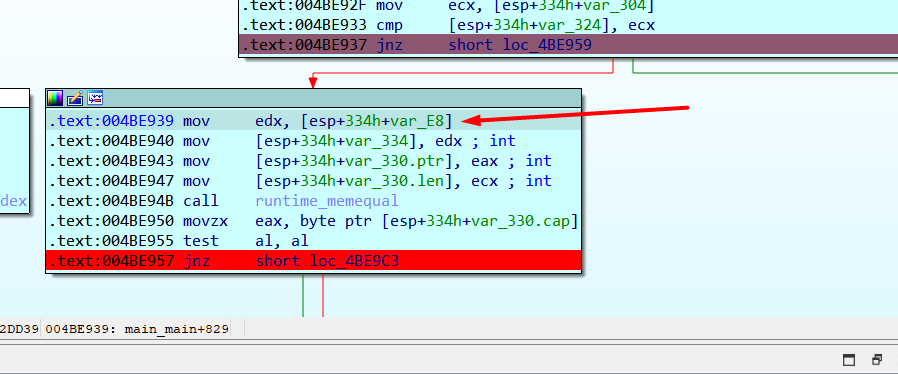 .text:004BE92F mov ecx, [esp+334h+var_304]
.text:004BE933 cmp [esp+334h+var_324], ecx
.text:004BE937 jnz short loc_4BE959
.text:004BE939 mov edx, [esp+334h+var_E8]
.text:004BE940 mov [esp+334h+var_334], edx ; int
.text:004BE943 mov [esp+334h+var_330.ptr], eax ; int
.text:004BE947 mov [esp+334h+var_330.len], ecx ; int
dex .text:004BE94B call runtime_memequal
.text:004BE950 movzx eax, byte ptr [esp+334h+var_330.cap]
.text:004BE955 test al, al
.text:004BE957 jnz short loc_4BE9C3
2DD39 004BE939: main_main+829